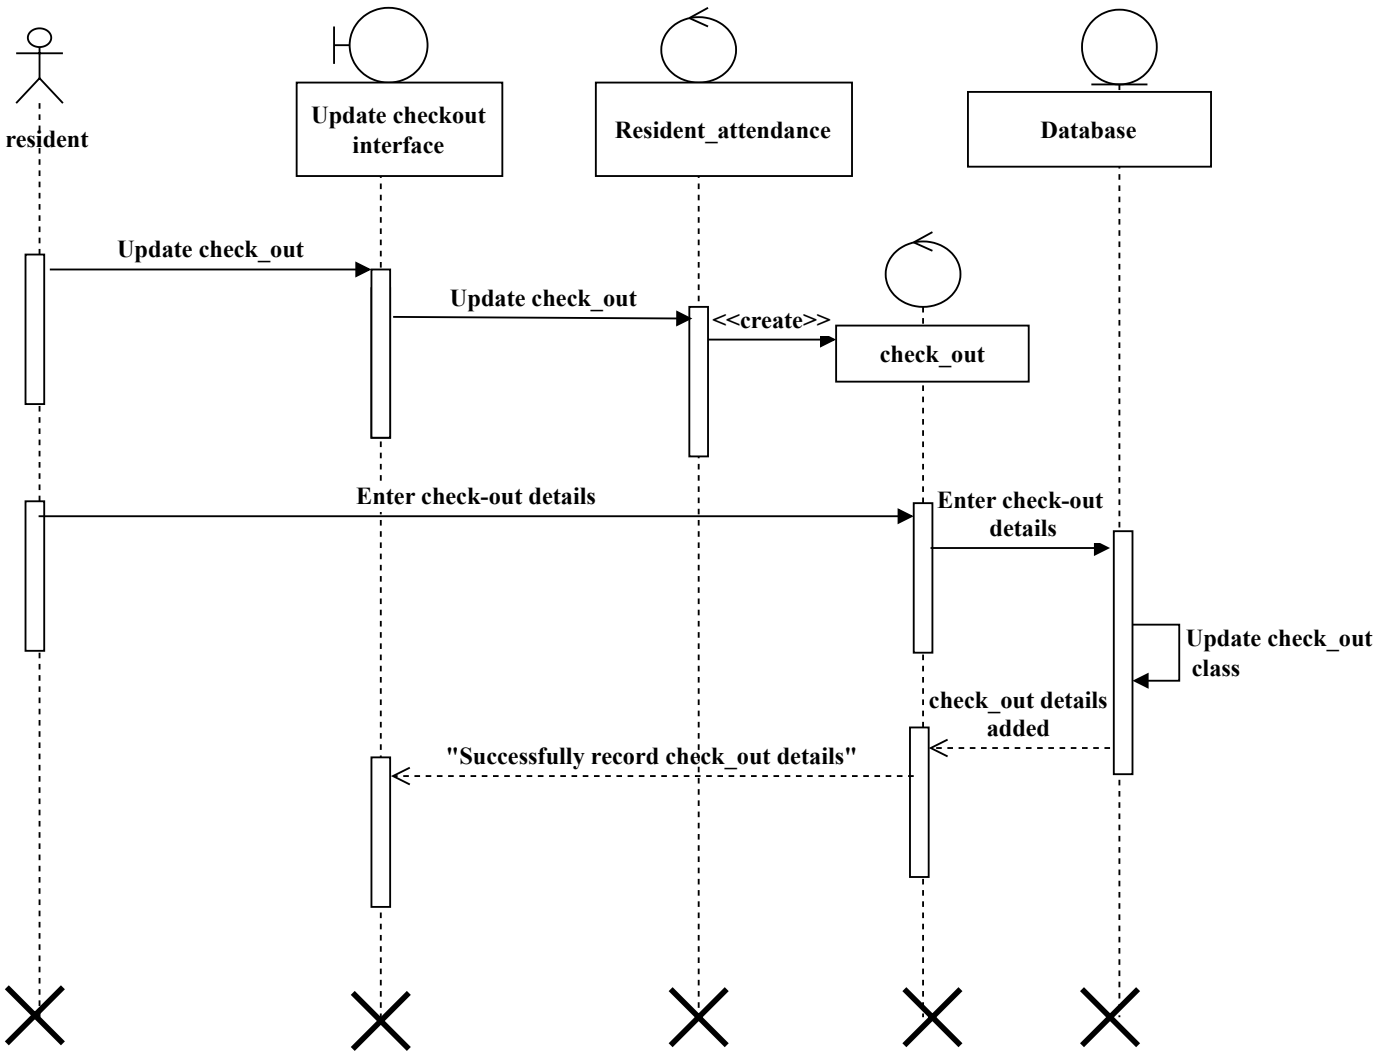 resident
Update checkout
interface
Resident_attendance
Database
Update check_out
Update check_out
<<create>>
check_out
Enter check-out details
Enter check-out
details
Update check_out
class
check_out details
added
"Successfully record check_out details"